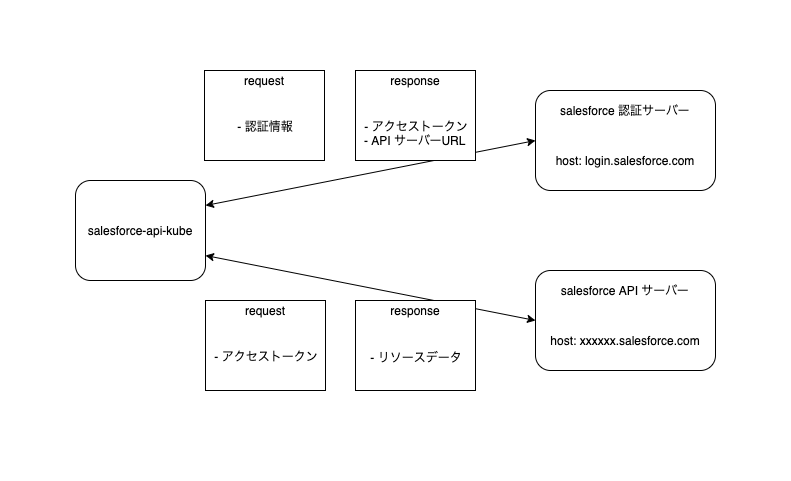 request
- 認証情報
response
- アクセストークン
- API サーバーURL
salesforce 認証サーバー
host: login.salesforce.com
salesforce-api-kube
salesforce API サーバー
host: xxxxxx.salesforce.com
request
- アクセストークン
response
- リソースデータ